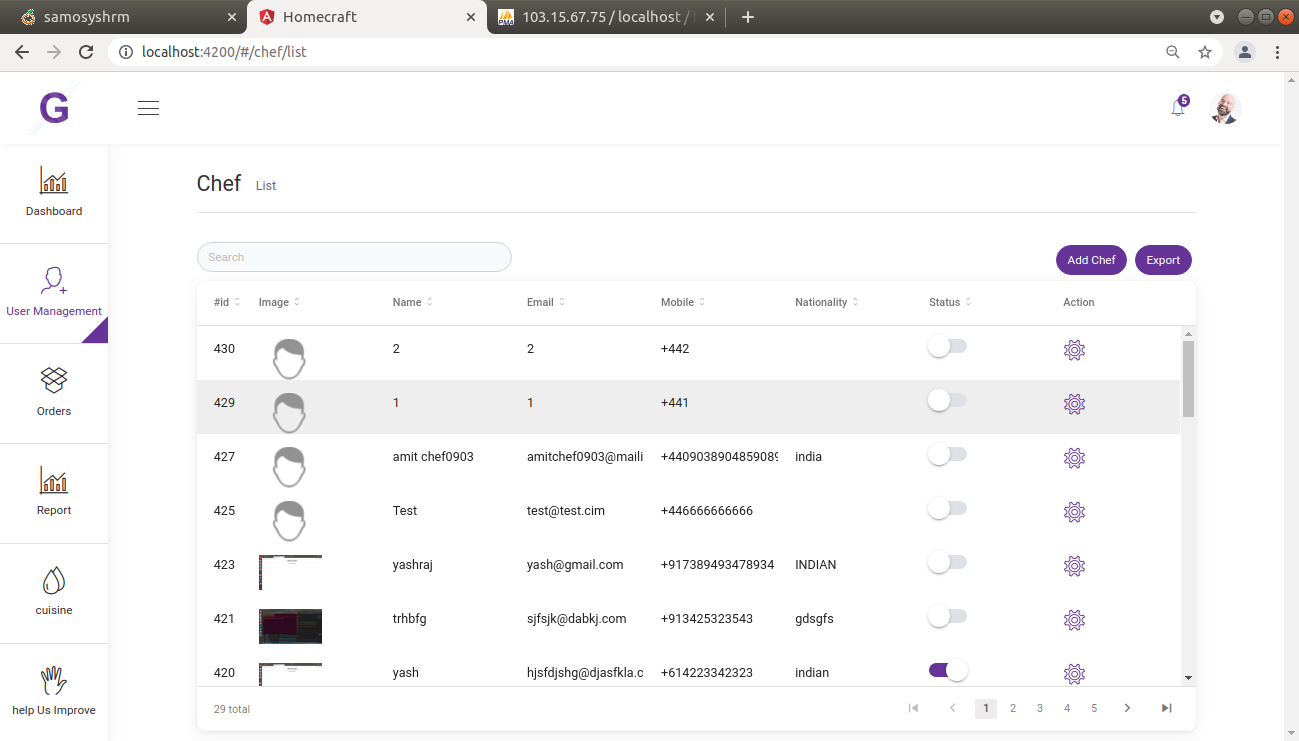 samosyshrm
Homecraft
103.15.67.75 / localhost /
localhost:4200/#/chef/list
G
5
Dashboard
User Management
Orders
Report
cuisine
help Us Improve
Chef List
Search
Add Chef Export
#id Image Name Email Mobile Nationality Status Action
430 2 2 +442
429 1 1 +441
427 amit chef0903 amitchef0903@maili +4409038904859089 india
425 Test test@test.cim +446666666666
423 yashraj yash@gmail.com +917389493478934 INDIAN
421 trhbfg sjfsjk@dabkj.com +913425323543 gdsgfs
420 yash hjsfdjshg@djasfkla.c +614223342323 indian
29 total 1 2 3 4 5